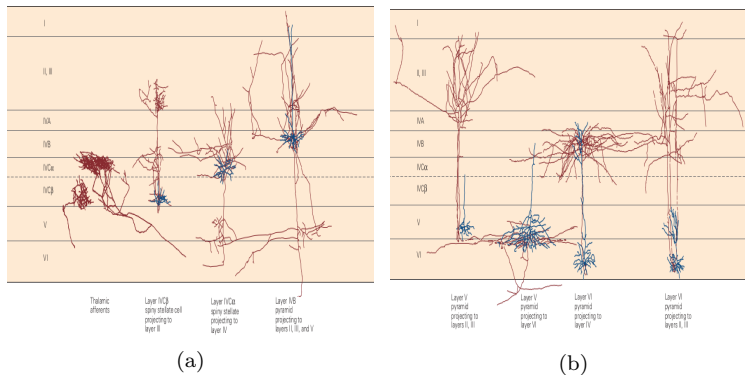 I
II, III
IVA
IVB
IVCα
IVCβ
V
VI
Thalamic
afferents
Layer IVCβ
spiny stellate cell
projecting to
layer III
Layer IVCα
spiny stellate
projecting to
layer IV
Layer IVB
pyramid
projecting to
layers II, III, and V
(a)
I
II, III
IVA
IVB
IVCα
IVCβ
V
VI
Layer V
pyramid
projecting to
layers II, III
Layer V
pyramid
projecting to
layer VI
Layer VI
pyramid
projecting to
layer IV
Layer VI
pyramid
projecting to
layers II, III
(b)